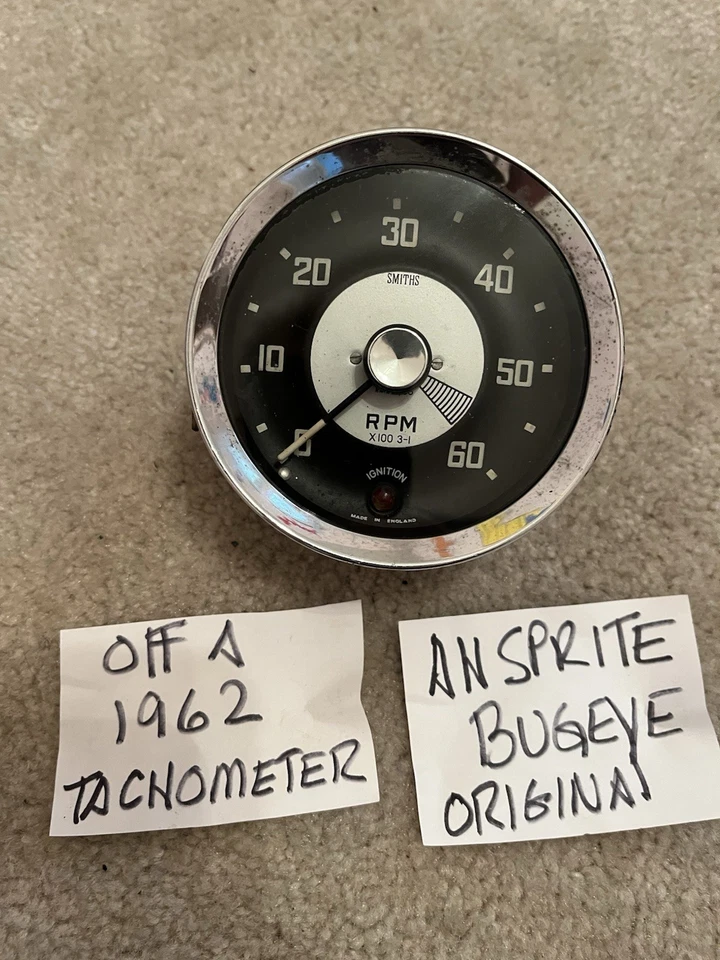 30
20
40
SMITHS
10
50
RPM
X100 3-1
0
60
IGNITION
MADE IN ENGLAND
OFF A
1962
TACHOMETER
AN SPRITE
BUGEYE
ORIGINAL